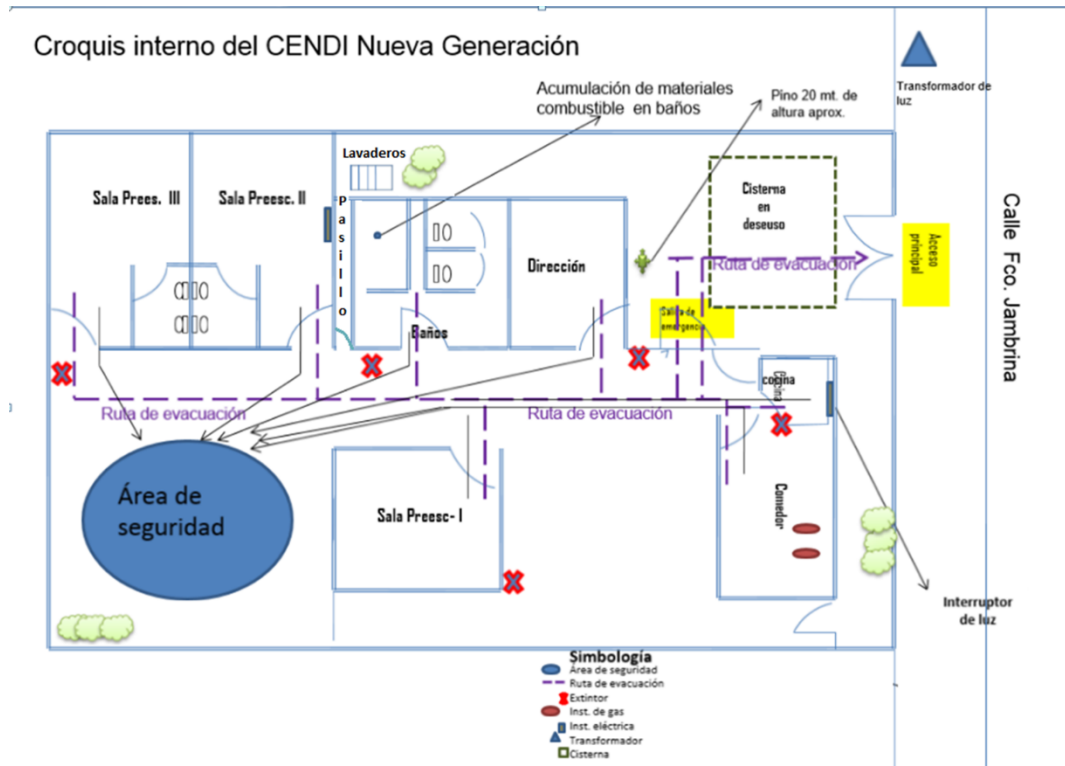 Croquis interno del CENDI Nueva Generación
Transformador de
luz
Acumulación de materiales
combustible en baños
Pino 20 mt. de
altura aprox.
Lavaderos
Sala Prees. III
Sala Preesc. II
Pasillo
Cisterna
en
deseuso
Dirección
Acceso
principal
Calle Fco. Jambrina
Ruta de evacuación
Salida de
emergencia
Baños
Cocina
cocina
Ruta de evacuación
Ruta de evacuación
Área de
seguridad
Sala Preesc- I
Comedor
Interruptor
de luz
Simbología
Área de seguridad
Ruta de evacuación
Extintor
Inst. de gas
Inst. eléctrica
Transformador
Cisterna